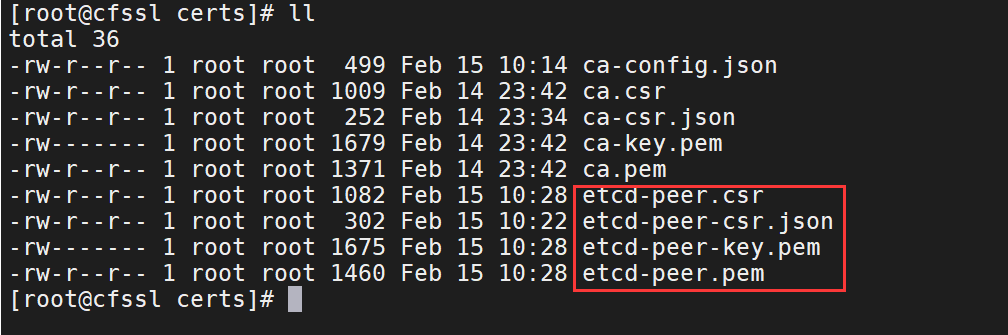 [root@cfssl certs]# ll
total 36
-rw-r--r-- 1 root root  499 Feb 15 10:14 ca-config.json
-rw-r--r-- 1 root root 1009 Feb 14 23:42 ca.csr
-rw-r--r-- 1 root root  252 Feb 14 23:34 ca-csr.json
-rw------- 1 root root 1679 Feb 14 23:42 ca-key.pem
-rw-r--r-- 1 root root 1371 Feb 14 23:42 ca.pem
-rw-r--r-- 1 root root 1082 Feb 15 10:28 etcd-peer.csr
-rw-r--r-- 1 root root  302 Feb 15 10:22 etcd-peer-csr.json
-rw------- 1 root root 1675 Feb 15 10:28 etcd-peer-key.pem
-rw-r--r-- 1 root root 1460 Feb 15 10:28 etcd-peer.pem
[root@cfssl certs]#